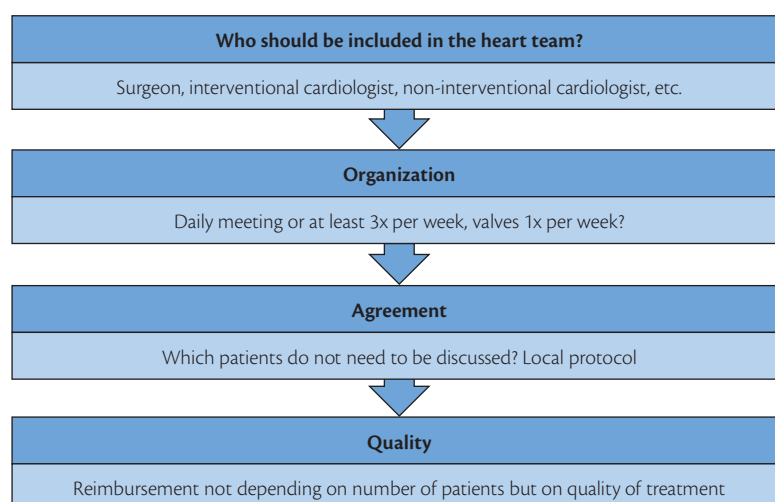 Who should be included in the heart team?
Surgeon, interventional cardiologist, non-interventional cardiologist, etc.
Organization
Daily meeting or at least 3x per week, valves 1x per week?
Agreement
Which patients do not need to be discussed? Local protocol
Quality
Reimbursement not depending on number of patients but on quality of treatment